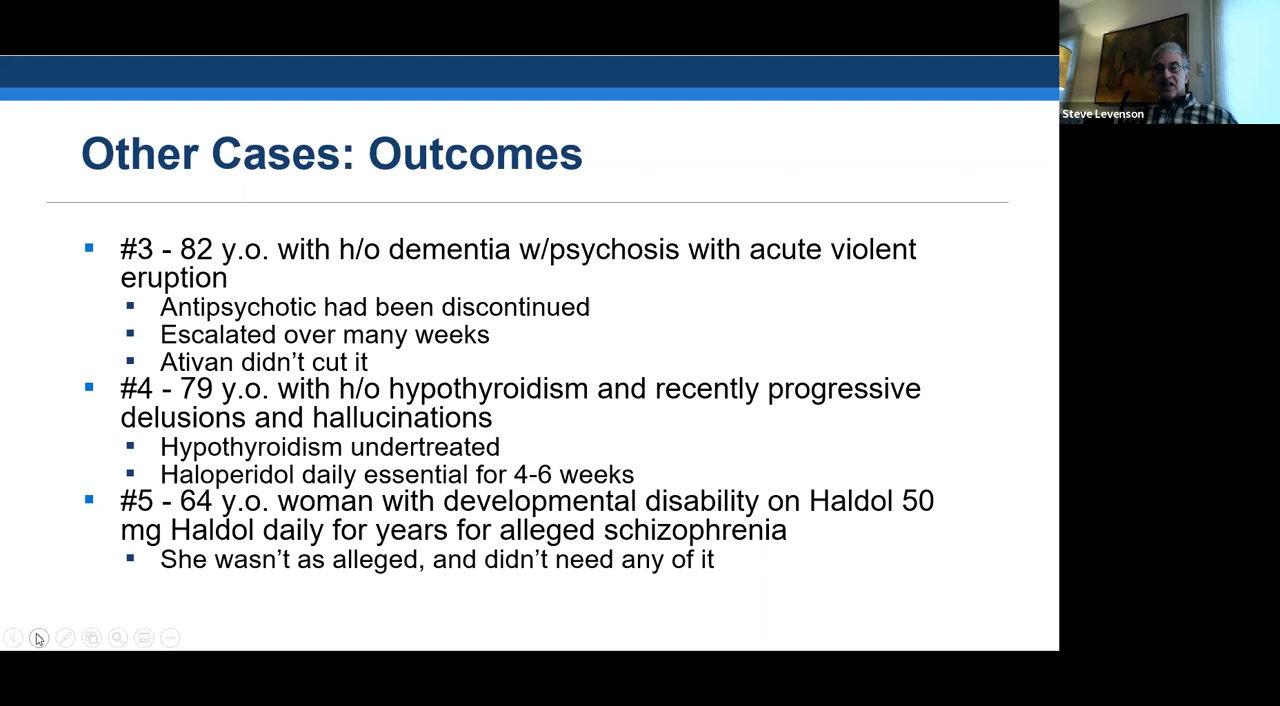 Other Cases: Outcomes
#3 - 82 y.o. with h/o dementia w/psychosis with acute violent
eruption
Antipsychotic had been discontinued
Escalated over many weeks
Ativan didn’t cut it
#4 - 79 y.o. with h/o hypothyroidism and recently progressive
delusions and hallucinations
Hypothyroidism undertreated
Haloperidol daily essential for 4-6 weeks
#5 - 64 y.o. woman with developmental disability on Haldol 50
mg Haldol daily for years for alleged schizophrenia
She wasn’t as alleged, and didn’t need any of it
Steve Levenson